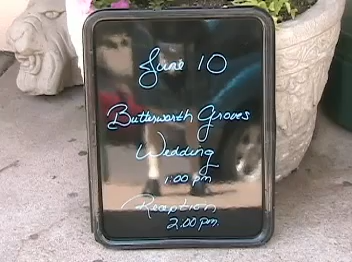 June 10
Butterworth Groves
Wedding
1:00 pm
Reception
2:00 pm.